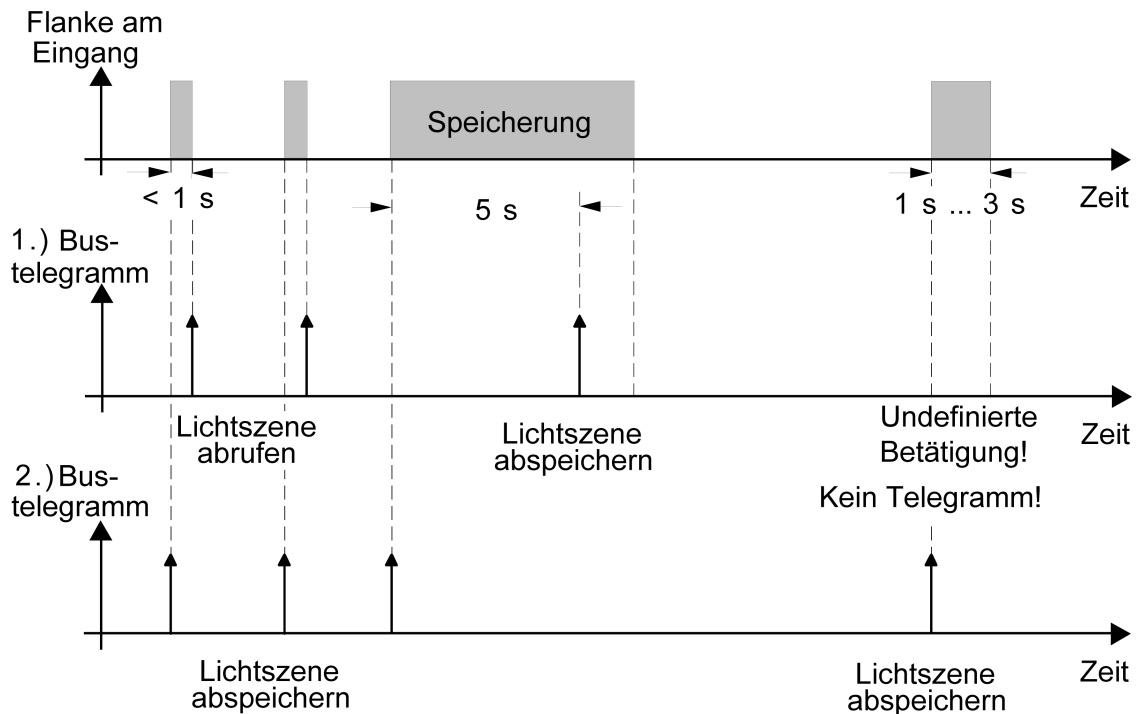 Flanke am
Eingang
Speicherung
< 1 s
5 s
1 s ... 3 s
Zeit
1.) Bus-
telegramm
Lichtszene
abrufen
Lichtszene
abspeichern
Undefinierte
Betätigung!
Zeit
Kein Telegramm!
2.) Bus-
telegramm
Lichtszene
abspeichern
Lichtszene
abspeichern
Zeit